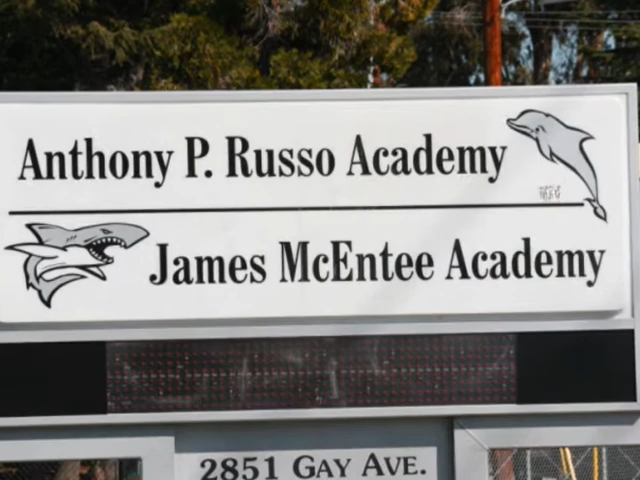 Anthony P. Russo Academy
James McEntee Academy
2851 GAY AVE.